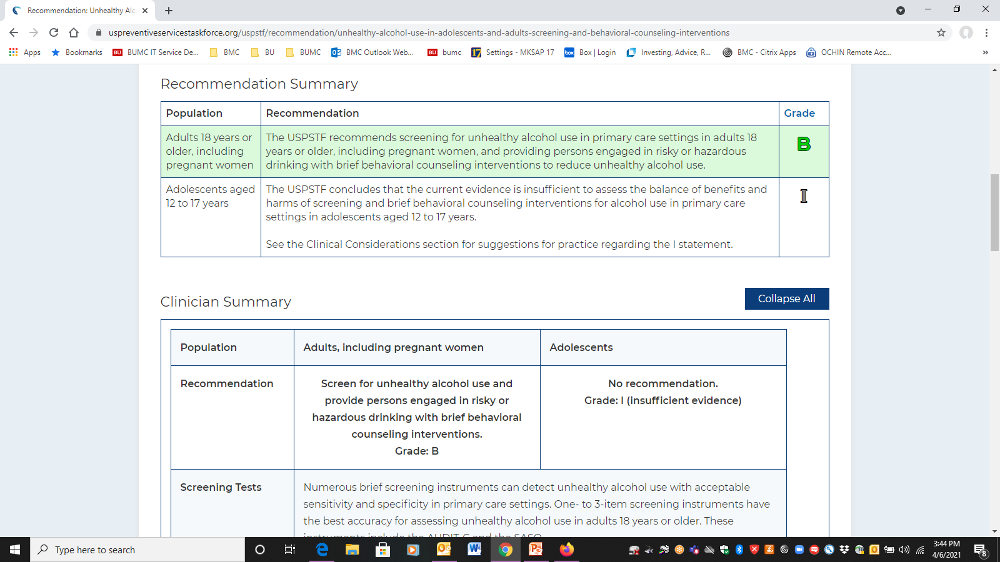 Recommendation: Unhealthy Alc
uspreventiveservicestaskforce.org/uspstf/recommendation/unhealthy-alcohol-use-in-adolescents-and-adults-screening-and-behavioral-counseling-interventions
Apps Bookmarks BU BUMC IT Service De... BMC BU BUMC BMC Outlook Web... BU bumc 17 Settings - MKSAP 17 box Box | Login Investing, Advice, R... BMC - Citrix Apps OCHIN Remote Acc... »
Recommendation Summary
Population Recommendation Grade
Adults 18 years or older, including pregnant women
The USPSTF recommends screening for unhealthy alcohol use in primary care settings in adults 18
years or older, including pregnant women, and providing persons engaged in risky or hazardous
drinking with brief behavioral counseling interventions to reduce unhealthy alcohol use.
B
Adolescents aged
12 to 17 years
The USPSTF concludes that the current evidence is insufficient to assess the balance of benefits and
harms of screening and brief behavioral counseling interventions for alcohol use in primary care
settings in adolescents aged 12 to 17 years.
See the Clinical Considerations section for suggestions for practice regarding the I statement.
I
Clinician Summary
Collapse All
Population Adults, including pregnant women Adolescents
Recommendation
Screen for unhealthy alcohol use and
provide persons engaged in risky or
hazardous drinking with brief behavioral
counseling interventions.
Grade: B
No recommendation.
Grade: I (insufficient evidence)
Screening Tests
Numerous brief screening instruments can detect unhealthy alcohol use with acceptable
sensitivity and specificity in primary care settings. One- to 3-item screening instruments have
the best accuracy for assessing unhealthy alcohol use in adults 18 years or older. These
instruments include the AUDIT-C and the SASQ
Type here to search
3:44 PM
4/6/2021
8